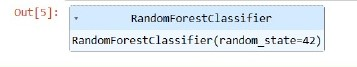 Out[5]:
RandomForestClassifier
RandomForestClassifier(random_state=42)